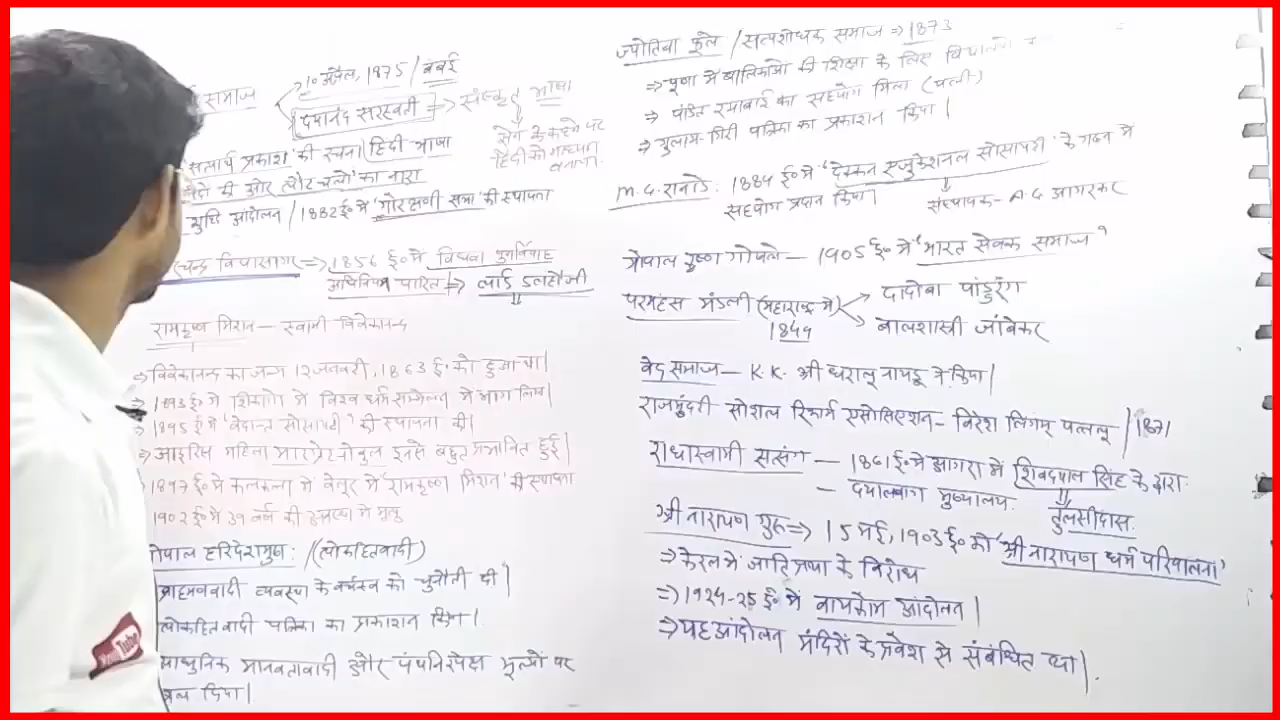 समाज
10 अप्रैल, 1875 / बंबई
दयानंद सरस्वती ⇒ संस्कृत भाषा
सेन के कहने पर
हिंदी को माध्यम
बनाया
'सत्यार्थ प्रकाश' की रचना हिंदी भाषा
की ओर लौट चलो' का नारा
शुद्धि आंदोलन / 1882 ई० में 'गोरक्षणी सभा' की स्थापना
चन्द्र विद्यासागर ⇒ 1856 ई० में विधवा पुनर्विवाह
अधिनियम पारित ⇒ लार्ड डलहौजी
रामकृष्ण मिशन — स्वामी विवेकानन्द
⇒ विवेकानन्द का जन्म 12 जनवरी, 1863 ई० को हुआ था।
⇒ 1893 ई० में शिकागो में विश्व धर्म सम्मेलन में भाग लिया।
⇒ 1895 ई० में 'वेदान्त सोसायटी' की स्थापना की।
⇒ आइरिश महिला मारग्रेट नोबुल इनसे बहुत प्रभावित हुई।
⇒ 1897 ई० में कलकत्ता में वेलूर में 'रामकृष्ण मिशन' की स्थापना
1902 ई० में 39 वर्ष की अवस्था में मृत्यु
गोपाल हरिदेशमुख: / (लोकहितवादी)
ब्राह्मणवादी व्यवस्था के वर्चस्व को चुनौती दी।
लोकहितवादी पत्रिका का प्रकाशन किया।
आधुनिक मानवतावादी और पंथनिरपेक्ष मूल्यों पर
बल दिया।
YouTube
ज्योतिबा फुले / सत्यशोधक समाज ⇒ 1873
⇒ पूणा में बालिकाओं की शिक्षा के लिए विद्यालय
⇒ पंडित रमाबाई का सहयोग मिला (पत्नी)
⇒ गुलाम-गिरी पत्रिका का प्रकाशन किया।
M.G. रानाडे: 1884 ई० में 'देक्कन एजुकेशनल सोसायटी' के गठन में
सहयोग प्रदान किया। संस्थापक - A.G आगरकर
गोपाल कृष्ण गोखले — 1905 ई० में 'भारत सेवक समाज'
परमहंस मंडली (महाराष्ट्र में) दादोबा पांडुरंग
1849 बालशास्त्री जांबेकर
वेद समाज — K.K. श्री धरालू नायडू ने किया।
राजमुंदरी सोशल रिफॉर्म एसोसिएशन - विरेश लिंगम् पन्तलू / 1871
राधास्वामी सत्संग — 1861 ई० में आगरा में शिवदयाल सिंह के द्वारा
- दयालबाग मुख्यालय. तुलसीदास.
श्री नारायण गुरू ⇒ 15 मई, 1903 ई० को 'श्री नारायण धर्म परिपालना'
⇒ केरल में जाति प्रथा के विरोध
⇒ 1924-25 ई० में वायकोम आंदोलन।
⇒ यह आंदोलन मंदिरों के प्रवेश से संबंधित था।